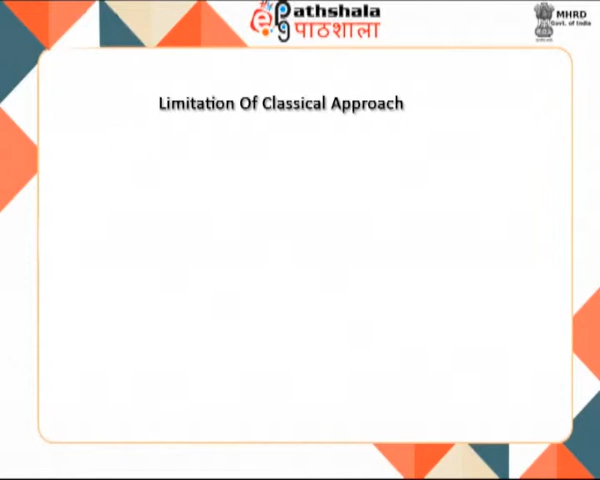 e Pathshala
पाठशाला
MHRD
Govt. of India
Limitation Of Classical Approach